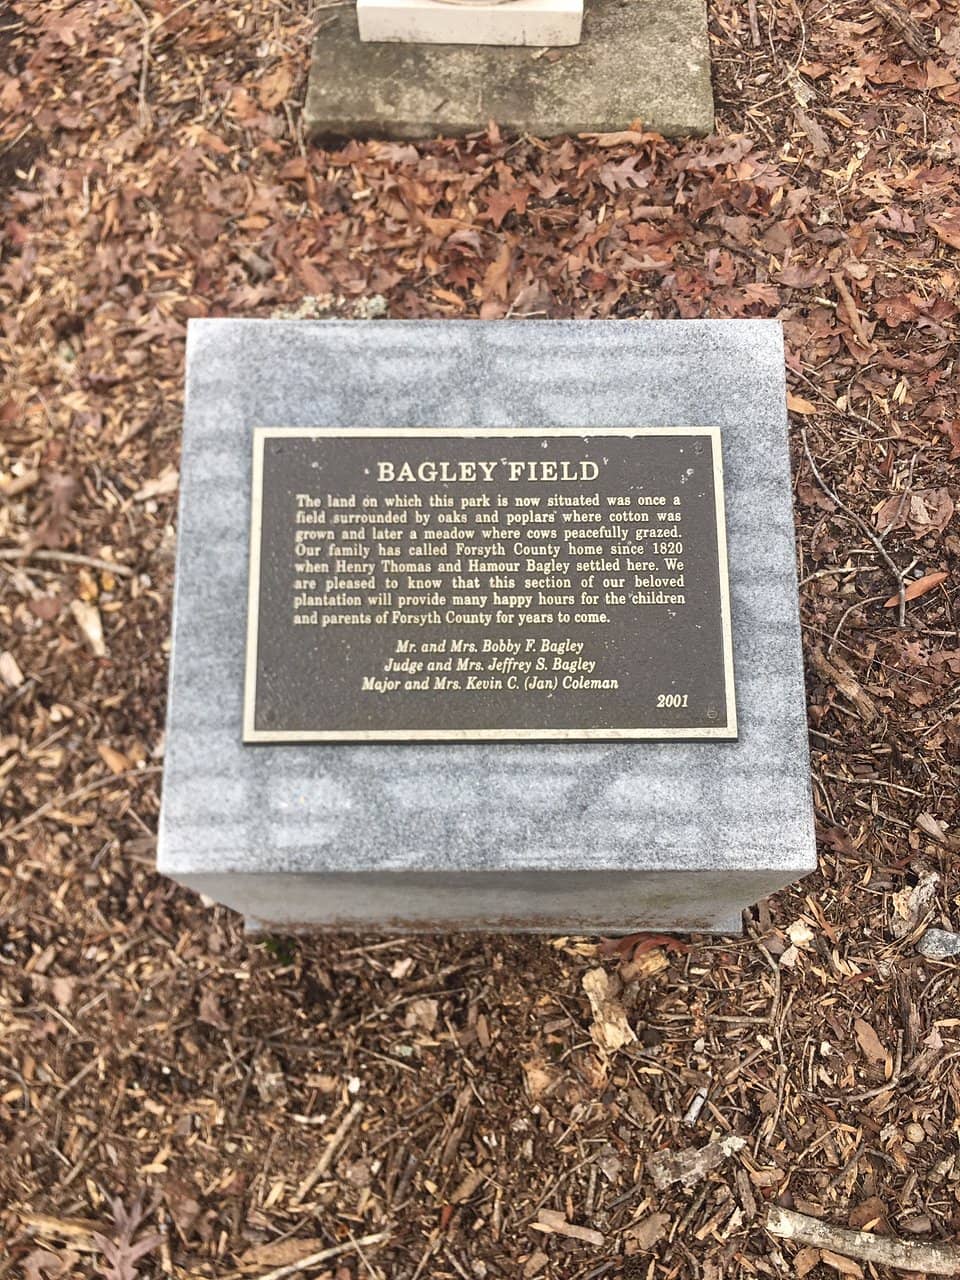 BAGLEY FIELD
The land on which this park is now situated was once a
field surrounded by oaks and poplars where cotton was
grown and later a meadow where cows peacefully grazed.
Our family has called Forsyth County home since 1820
when Henry Thomas and Hamour Bagley settled here. We
are pleased to know that this section of our beloved
plantation will provide many happy hours for the children
and parents of Forsyth County for years to come.
Mr. and Mrs. Bobby F. Bagley
Judge and Mrs. Jeffrey S. Bagley
Major and Mrs. Kevin C. (Jan) Coleman
2001